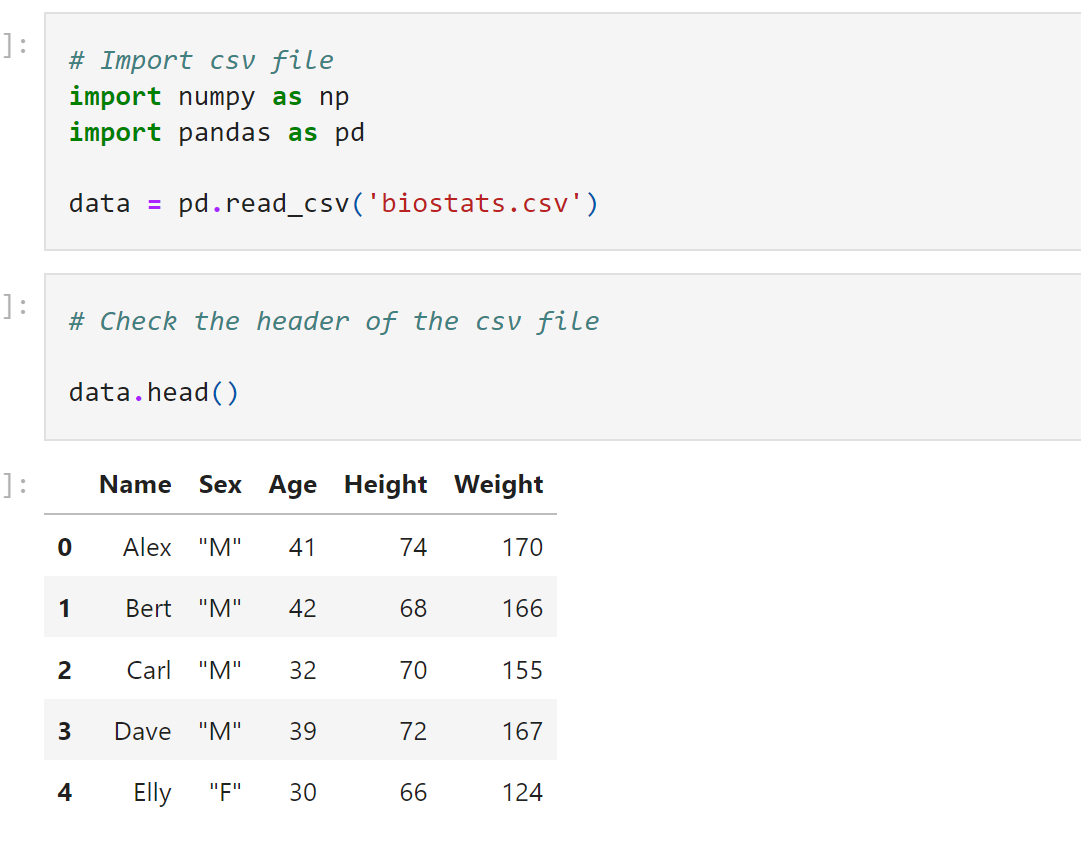 ]:
# Import csv file
import numpy as np
import pandas as pd
data = pd.read_csv('biostats.csv')
]:
# Check the header of the csv file
data.head()
]:
Name Sex Age Height Weight
0 Alex "M" 41 74 170
1 Bert "M" 42 68 166
2 Carl "M" 32 70 155
3 Dave "M" 39 72 167
4 Elly "F" 30 66 124